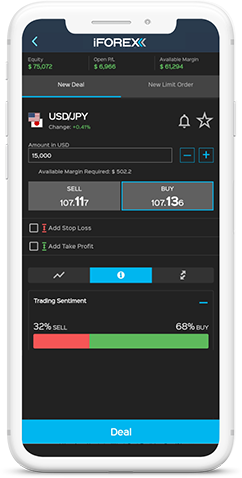 iFOREX
Equity Open P/L Available Margin
$ 75,072 $ 6,966 $ 61,294
New Deal New Limit Order
USD/JPY
Change: +0.41%
Amount in USD
15,000
Available Margin Required: $ 502.2
SELL BUY
107.117 107.136
Add Stop Loss
Add Take Profit
Trading Sentiment
32% SELL 68% BUY
Deal